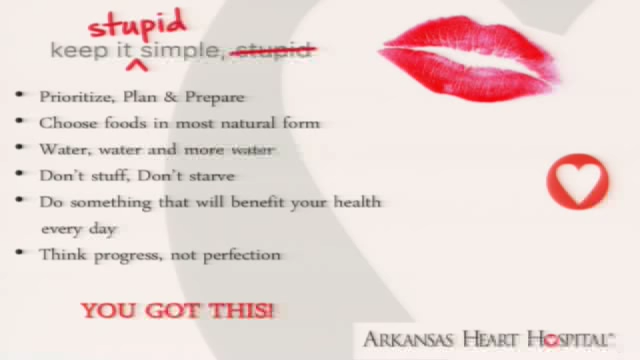 stupid
keep it simple, stupid
• Prioritize, Plan & Prepare
• Choose foods in most natural form
• Water, water and more water
• Don't stuff, Don't starve
• Do something that will benefit your health
every day
• Think progress, not perfection
YOU GOT THIS!
ARKANSAS HEART HOSPITAL